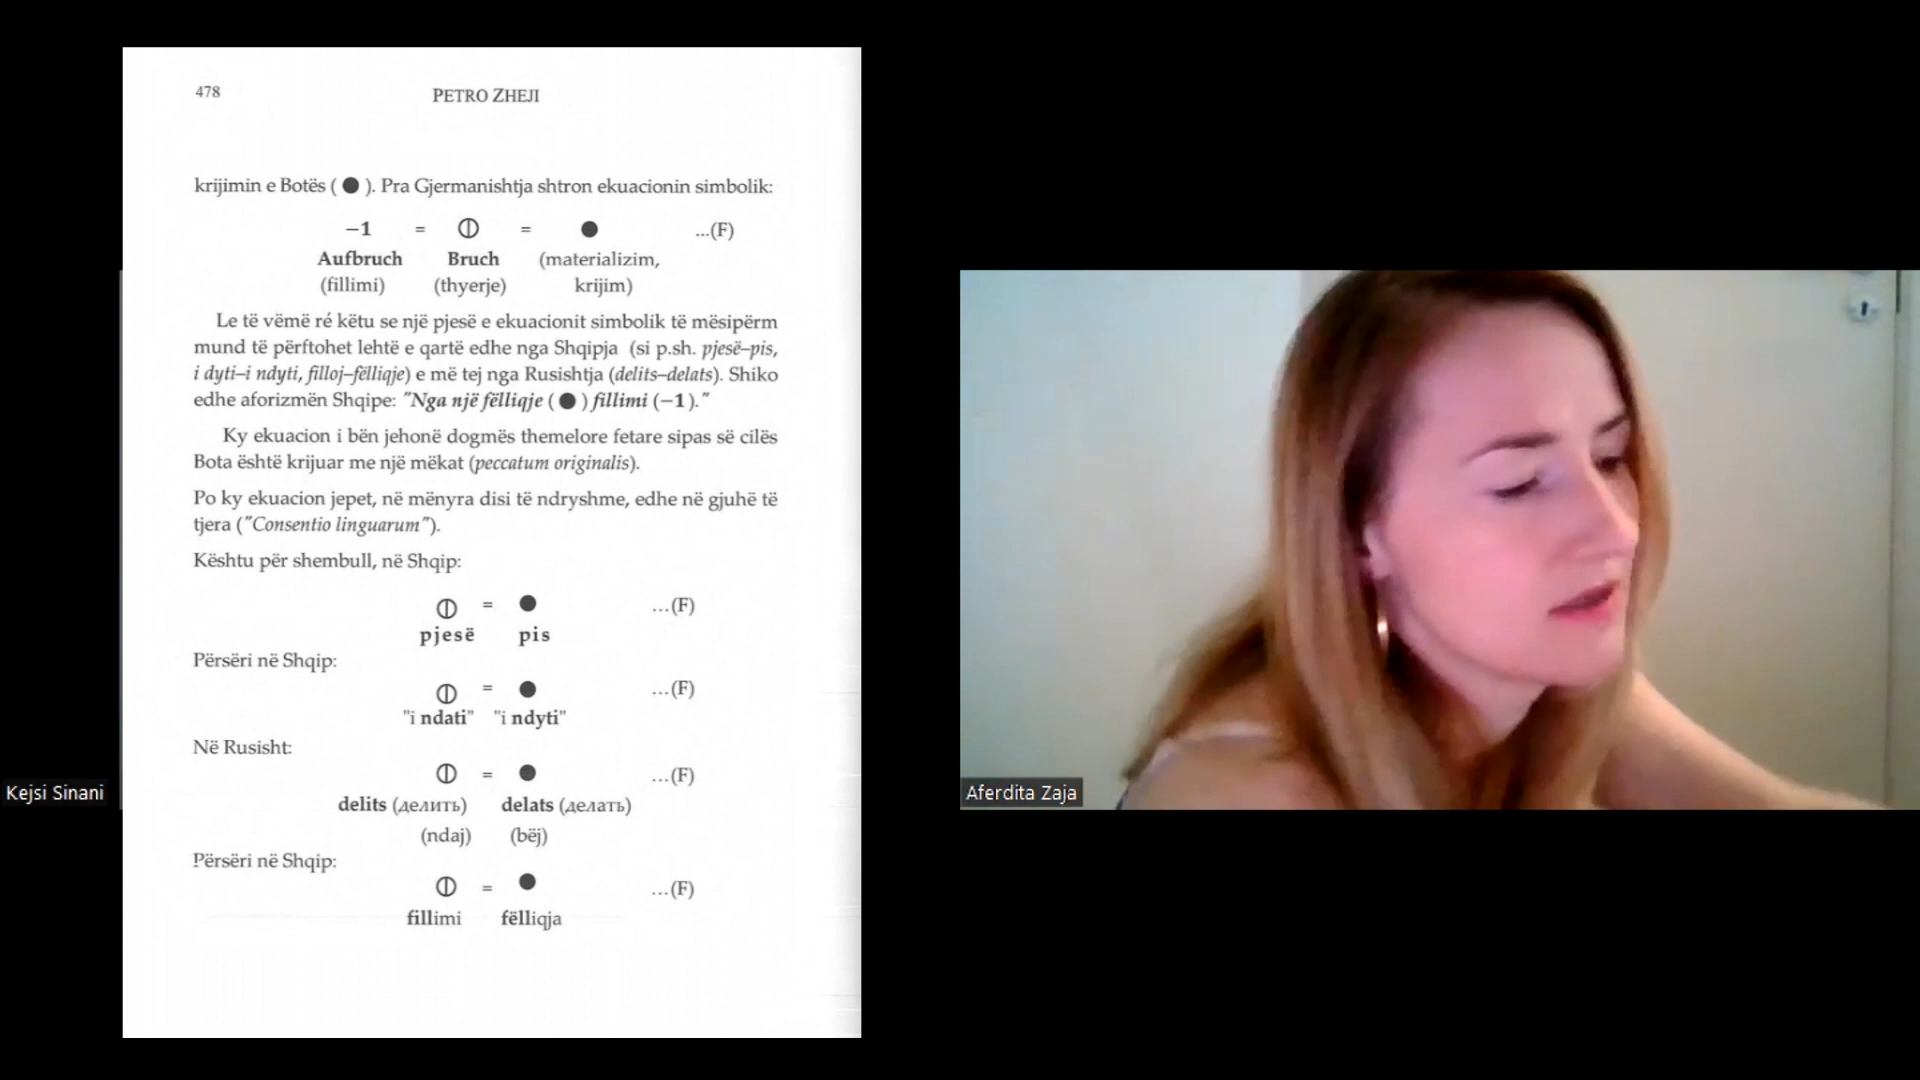 478
PETRO ZHEJI
krijimin e Botës ( ● ). Pra Gjermanishtja shtron ekuacionin simbolik:
−1 = ⦶ = ● ...(F)
Aufbruch Bruch (materializim,
(fillimi) (thyerje) krijim)
Le të vëmë ré këtu se një pjesë e ekuacionit simbolik të mësipërm
mund të përftohet lehtë e qartë edhe nga Shqipja (si p.sh. pjesë–pis,
i dyti–i ndyti, filloj–fëlliqje) e më tej nga Rusishtja (delits–delats). Shiko
edhe aforizmën Shqipe: "Nga një fëlliqje ( ● ) fillimi (−1)."
Ky ekuacion i bën jehonë dogmës themelore fetare sipas së cilës
Bota është krijuar me një mëkat (peccatum originalis).
Po ky ekuacion jepet, në mënyra disi të ndryshme, edhe në gjuhë të
tjera ("Consentio linguarum").
Kështu për shembull, në Shqip:
⦶ = ● ...(F)
pjesë pis
Përsëri në Shqip:
⦶ = ● ...(F)
"i ndati" "i ndyti"
Në Rusisht:
⦶ = ● ...(F)
delits (делить) delats (делать)
(ndaj) (bëj)
Përsëri në Shqip:
⦶ = ● ...(F)
fillimi fëlliqja
Kejsi Sinani
Aferdita Zaja